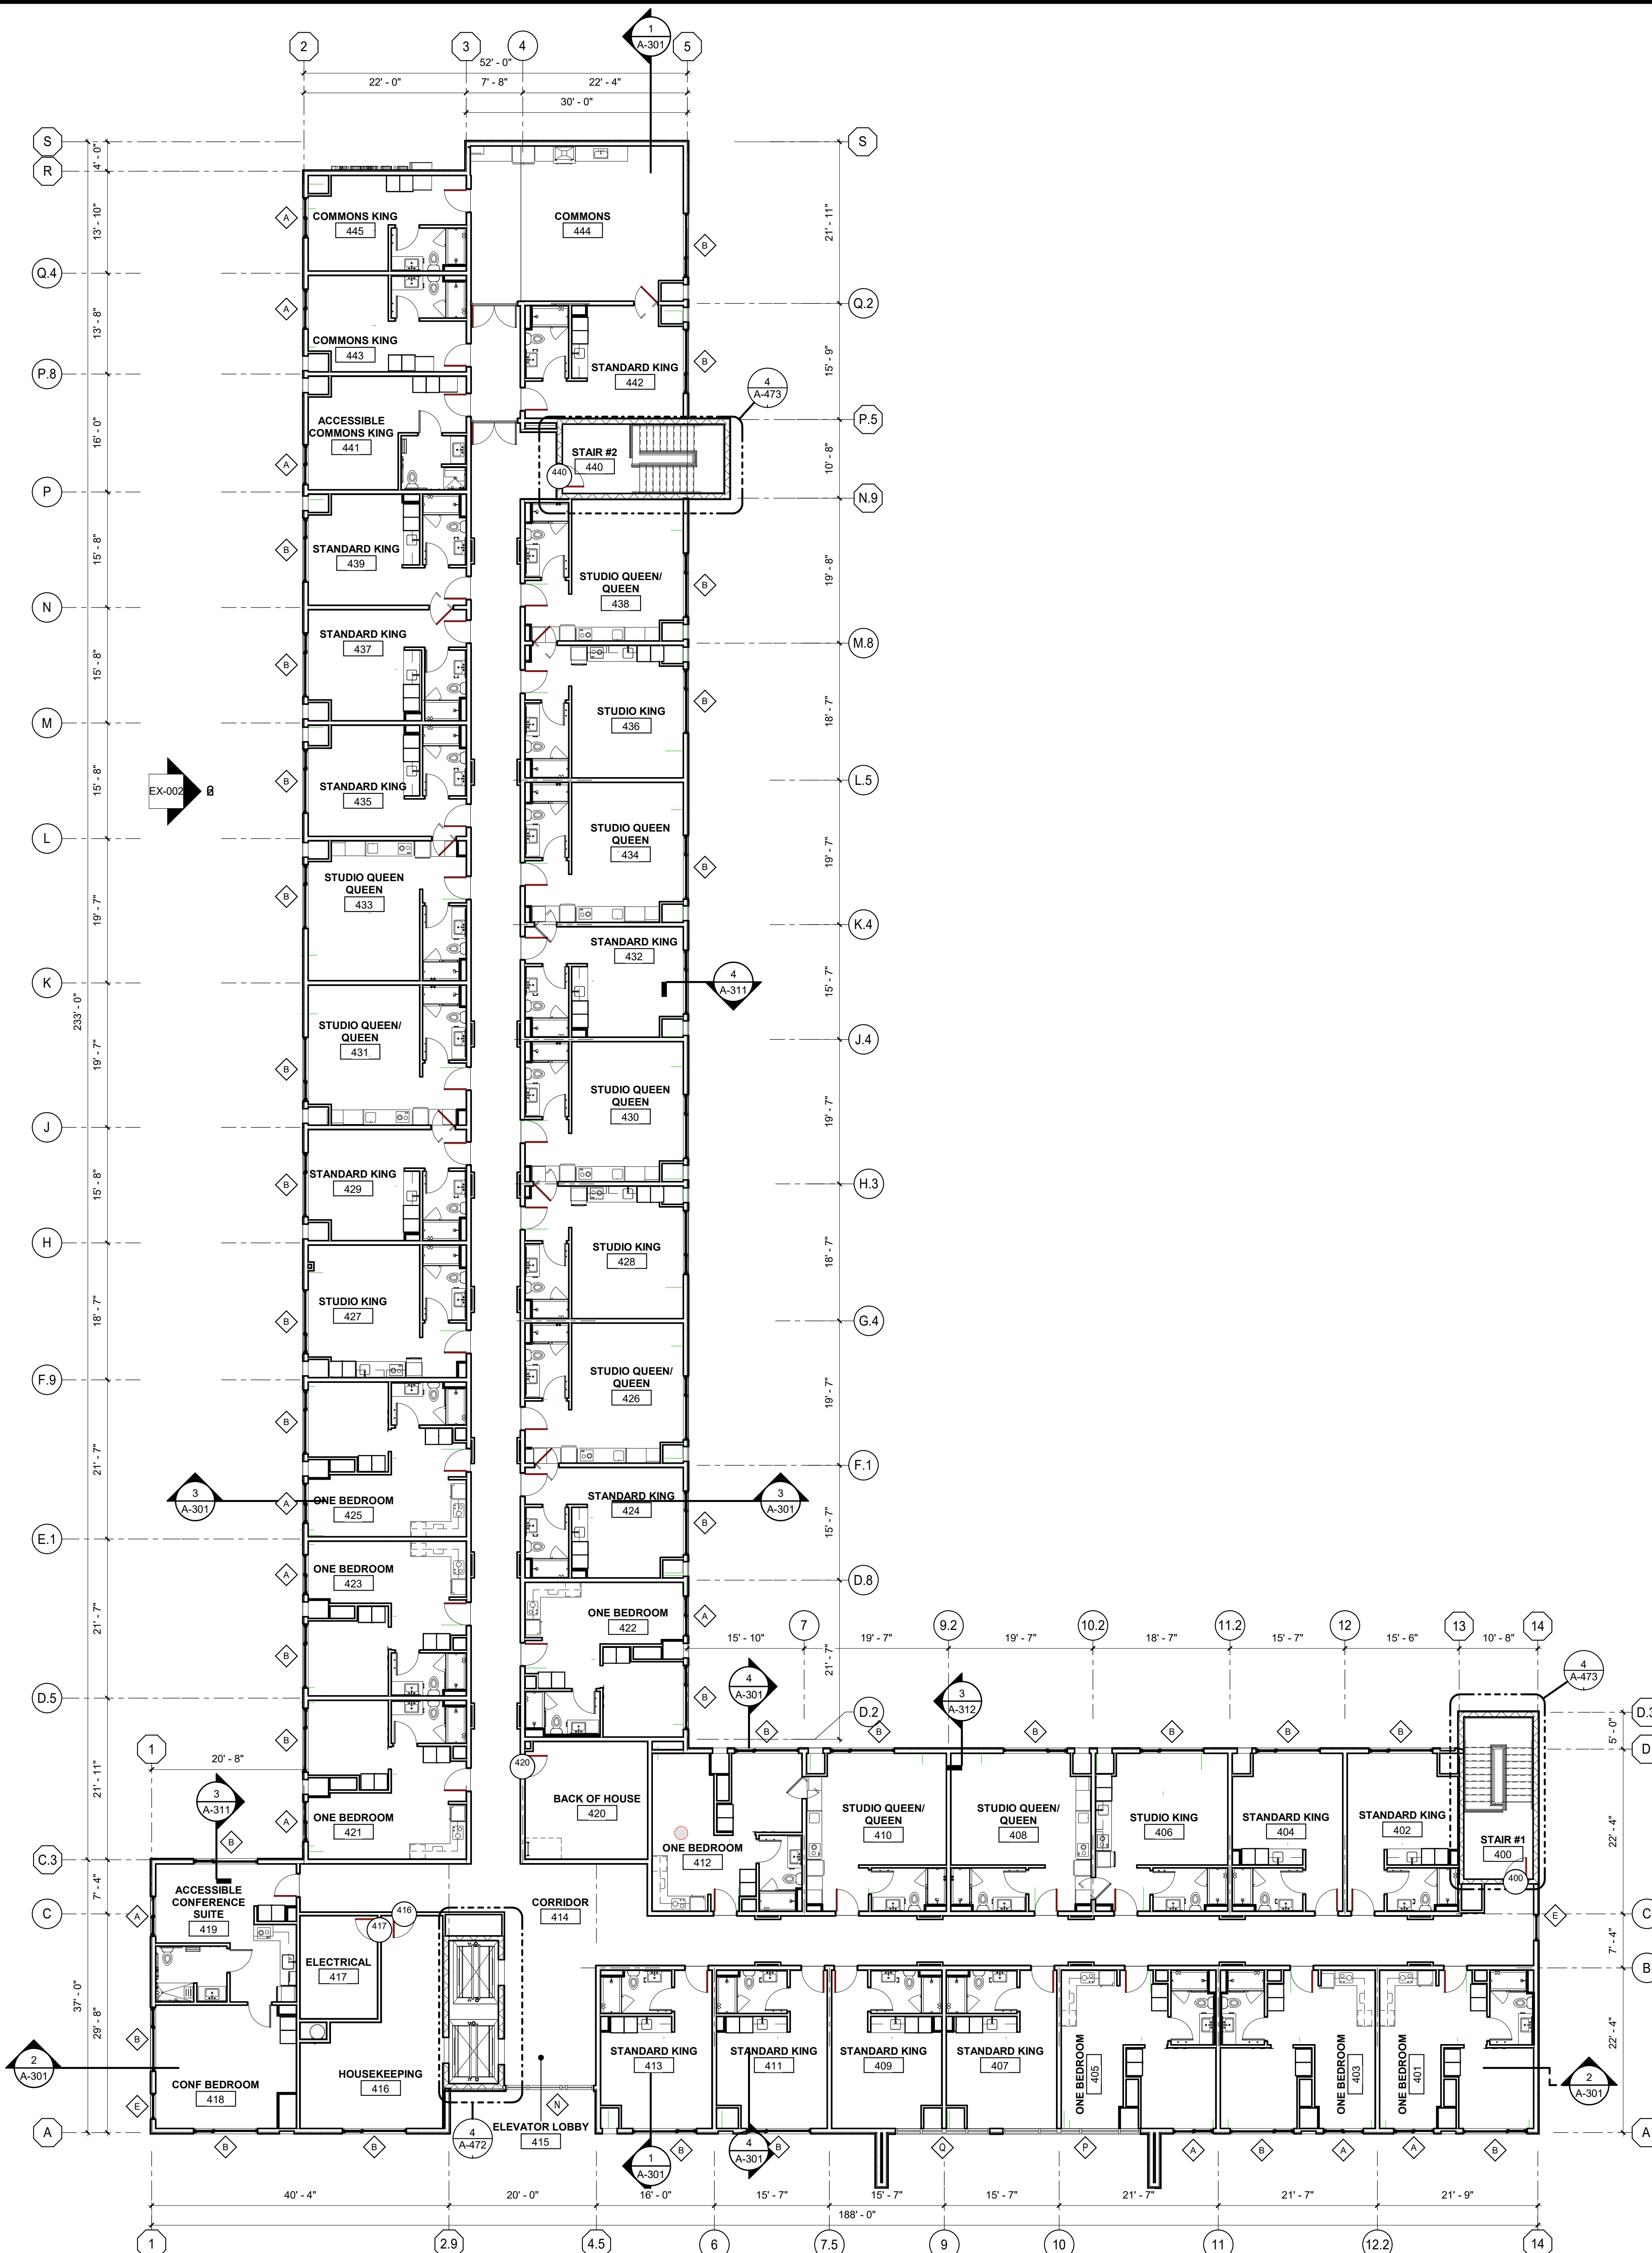 1
A-301
2
3
4
5
52' - 0"
22' - 0"
7' - 8"
22' - 4"
30' - 0"
S
S
4' - 0"
R
13' - 10"
21' - 11"
COMMONS KING
445
A
COMMONS
444
B
Q.4
Q.2
13' - 8"
A
COMMONS KING
443
15' - 9"
STANDARD KING
442
B
P.8
4
A-473
P.5
16' - 0"
ACCESSIBLE
COMMONS KING
441
A
STAIR #2
440
440
10' - 8"
P
N.9
15' - 8"
STANDARD KING
439
B
19' - 8"
STUDIO QUEEN/
QUEEN
438
B
N
M.8
15' - 8"
STANDARD KING
437
B
18' - 7"
STUDIO KING
436
B
M
L.5
15' - 8"
STANDARD KING
435
B
EX-002
19' - 7"
STUDIO QUEEN
QUEEN
434
B
L
K.4
19' - 7"
STUDIO QUEEN
QUEEN
433
B
STANDARD KING
432
15' - 7"
4
A-311
K
J.4
233' - 0"
19' - 7"
STUDIO QUEEN/
QUEEN
431
B
STUDIO QUEEN
QUEEN
430
19' - 7"
J
H.3
15' - 8"
STANDARD KING
429
B
STUDIO KING
428
18' - 7"
H
G.4
18' - 7"
STUDIO KING
427
B
STUDIO QUEEN/
QUEEN
426
19' - 7"
F.9
F.1
21' - 7"
B
3
A-301
A
ONE BEDROOM
425
STANDARD KING
424
B
3
A-301
15' - 7"
E.1
D.8
21' - 7"
A
ONE BEDROOM
423
B
ONE BEDROOM
422
A
B
21' - 7"
7
9.2
10.2
11.2
12
13
14
15' - 10"
19' - 7"
19' - 7"
18' - 7"
15' - 7"
15' - 6"
10' - 8"
D.5
4
A-301
3
A-312
4
A-473
D.2
D.3
5' - 0"
D
B
B
B
B
B
B
1
20' - 8"
21' - 11"
B
A
ONE BEDROOM
421
3
A-311
B
420
BACK OF HOUSE
420
ONE BEDROOM
412
STUDIO QUEEN/
QUEEN
410
STUDIO QUEEN/
QUEEN
408
STUDIO KING
406
STANDARD KING
404
STANDARD KING
402
STAIR #1
400
400
22' - 4"
C.3
7' - 4"
C
ACCESSIBLE
CONFERENCE
SUITE
419
A
416
417
CORRIDOR
414
E
C
7' - 4"
B
ELECTRICAL
417
37' - 0"
29' - 8"
22' - 4"
B
2
A-301
CONF BEDROOM
418
E
HOUSEKEEPING
416
STANDARD KING
413
STANDARD KING
411
STANDARD KING
409
STANDARD KING
407
ONE BEDROOM
405
ONE BEDROOM
403
ONE BEDROOM
401
2
A-301
A
A
B
B
4
A-472
N
ELEVATOR LOBBY
415
1
A-301
B
4
A-301
B
Q
P
A
B
A
A
B
40' - 4"
20' - 0"
16' - 0"
15' - 7"
15' - 7"
15' - 7"
21' - 7"
21' - 7"
21' - 9"
188' - 0"
1
2.9
4.5
6
7.5
9
10
11
12.2
14